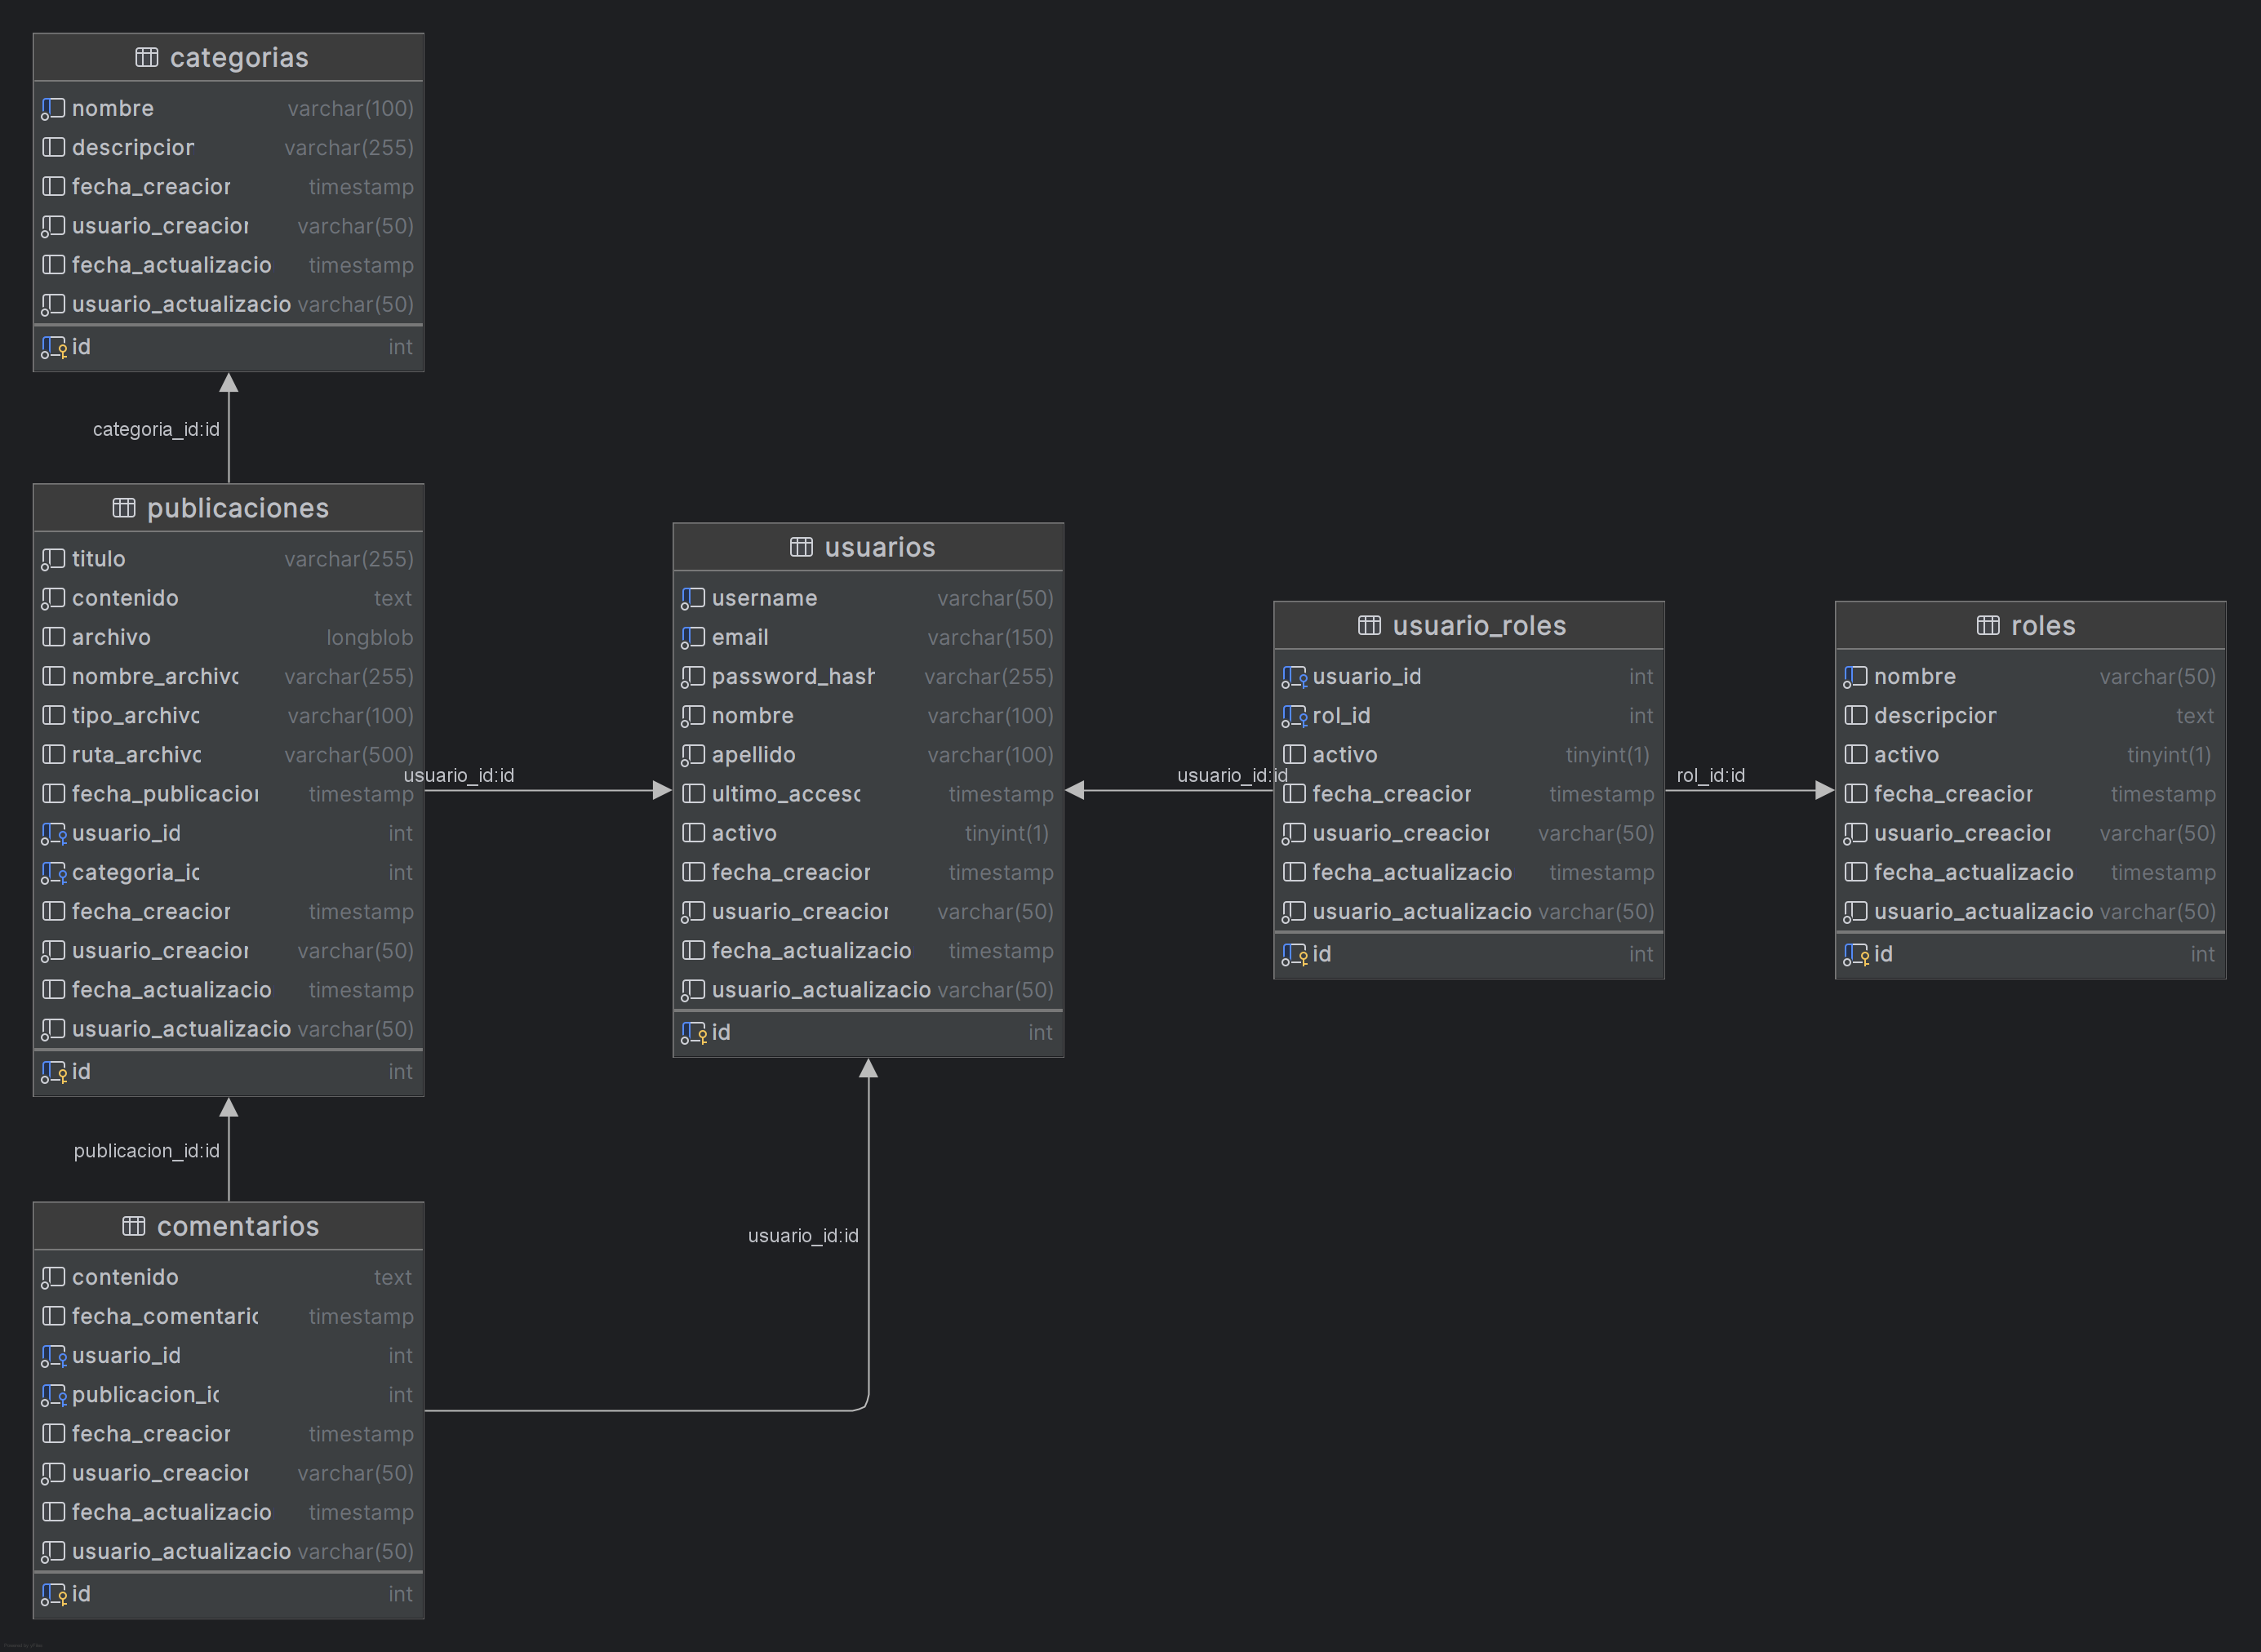 categorias
nombre varchar(100)
descripcior varchar(255)
fecha_creacior timestamp
usuario_creacior varchar(50)
fecha_actualizacio timestamp
usuario_actualizacio varchar(50)
id int
categoria_id:id
publicaciones
titulo varchar(255)
contenido text
archivo longblob
nombre_archivc varchar(255)
tipo_archivc varchar(100)
ruta_archivc varchar(500)
fecha_publicacior timestamp
usuario_id int
categoria_ic int
fecha_creacior timestamp
usuario_creacior varchar(50)
fecha_actualizacio timestamp
usuario_actualizacio varchar(50)
id int
usuario_id:id
usuarios
username varchar(50)
email varchar(150)
password_hash varchar(255)
nombre varchar(100)
apellido varchar(100)
ultimo_accesc timestamp
activo tinyint(1)
fecha_creacior timestamp
usuario_creacior varchar(50)
fecha_actualizacio timestamp
usuario_actualizacio varchar(50)
id int
usuario_id:id
usuario_roles
usuario_id int
rol_id int
activo tinyint(1)
fecha_creacior timestamp
usuario_creacior varchar(50)
fecha_actualizacio timestamp
usuario_actualizacio varchar(50)
id int
rol_id:id
roles
nombre varchar(50)
descripcior text
activo tinyint(1)
fecha_creacior timestamp
usuario_creacior varchar(50)
fecha_actualizacio timestamp
usuario_actualizacio varchar(50)
id int
publicacion_id:id
comentarios
contenido text
fecha_comentaric timestamp
usuario_id int
publicacion_ic int
fecha_creacior timestamp
usuario_creacior varchar(50)
fecha_actualizacio timestamp
usuario_actualizacio varchar(50)
id int
usuario_id:id